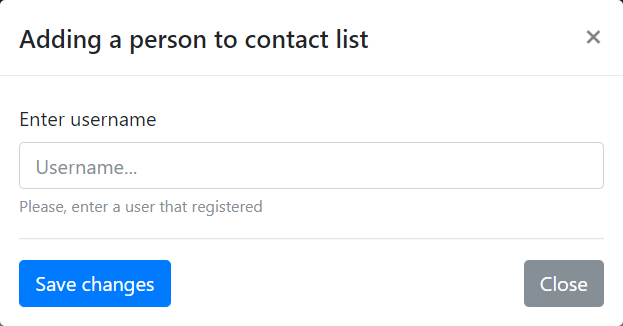 Adding a person to contact list ×
Enter username
Username...
Please, enter a user that registered
Save changes Close